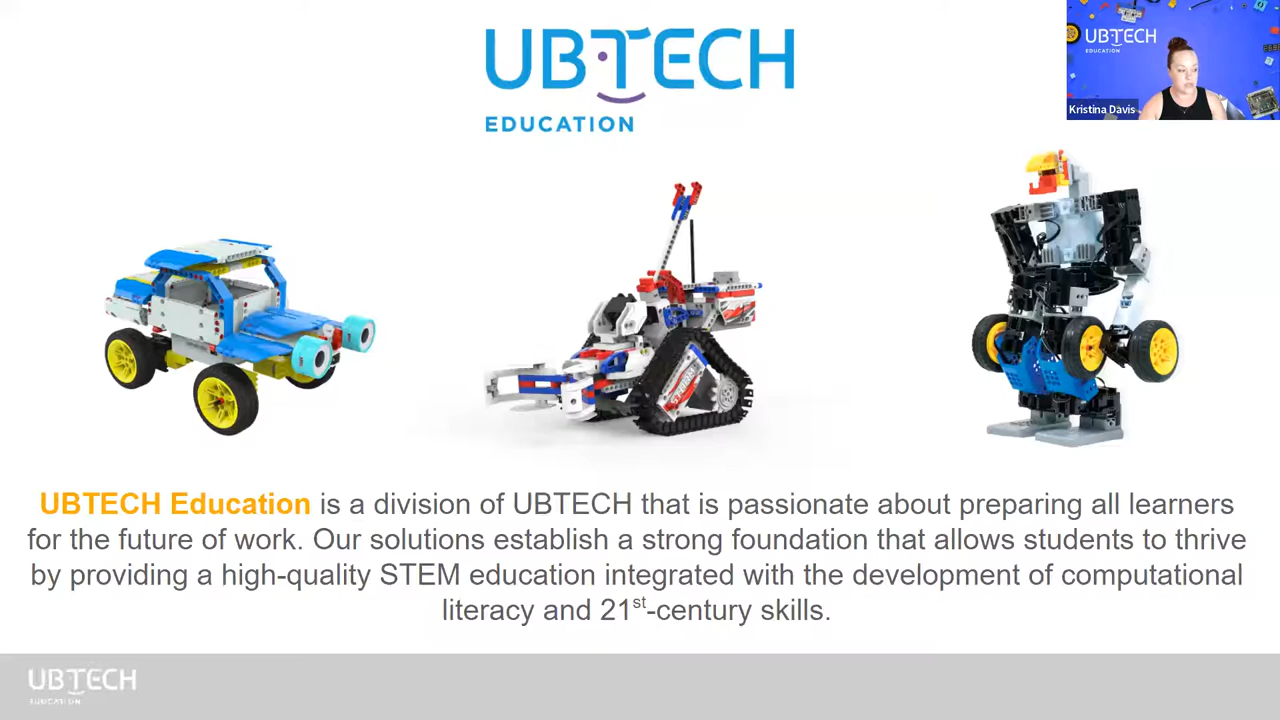 UBTECH
EDUCATION
UBTECH
EDUCATION
Kristina Davis
UBTECH Education is a division of UBTECH that is passionate about preparing all learners
for the future of work. Our solutions establish a strong foundation that allows students to thrive
by providing a high-quality STEM education integrated with the development of computational
literacy and 21st-century skills.
UBTECH
EDUCATION